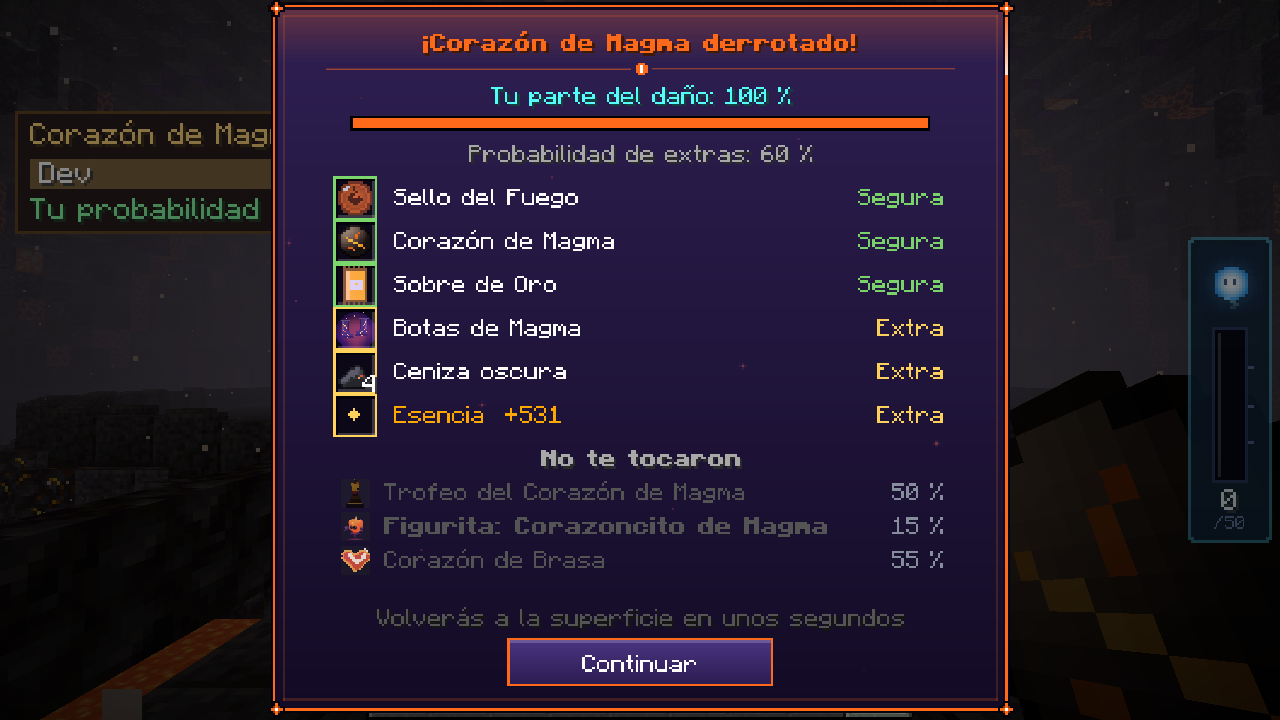 ¡Corazón de Magma derrotado!
Tu parte del daño: 100 %
Probabilidad de extras: 60 %
Sello del Fuego Segura
Corazón de Magma Segura
Sobre de Oro Segura
Botas de Magma Extra
4 Ceniza oscura Extra
Esencia +531 Extra
No te tocaron
Trofeo del Corazón de Magma 50 %
Figurita: Corazoncito de Magma 15 %
Corazón de Brasa 55 %
Volverás a la superficie en unos segundos
Continuar
Corazón de
Dev
Tu probabilidad
0
/50